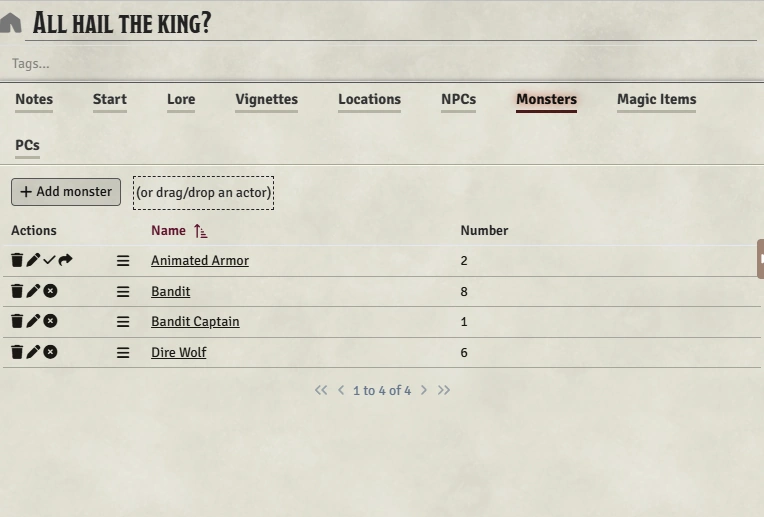 All hail the king?
Tags...
Notes Start Lore Vignettes Locations NPCs Monsters Magic Items
PCs
+ Add monster (or drag/drop an actor)
Actions Name Number
Animated Armor 2
Bandit 8
Bandit Captain 1
Dire Wolf 6
« ‹ 1 to 4 of 4 › »